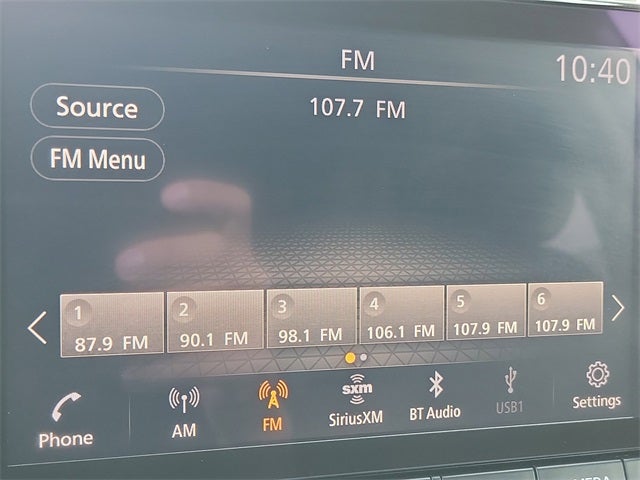 FM
10:40
Source
107.7 FM
FM Menu
1 2 3 4 5 6
87.9 FM 90.1 FM 98.1 FM 106.1 FM 107.9 FM 107.9 FM
Phone AM FM sxm SiriusXM BT Audio USB1 Settings